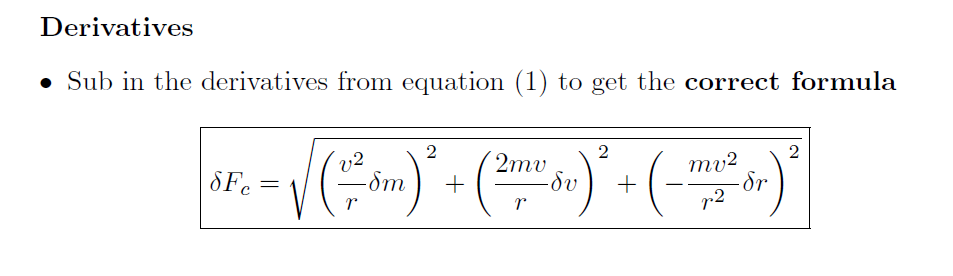 Derivatives
• Sub in the derivatives from equation (1) to get the correct formula
$\delta F_c = \sqrt{\left(\frac{v^2}{r}\delta m\right)^2 + \left(\frac{2mv}{r}\delta v\right)^2 + \left(-\frac{mv^2}{r^2}\delta r\right)^2}$